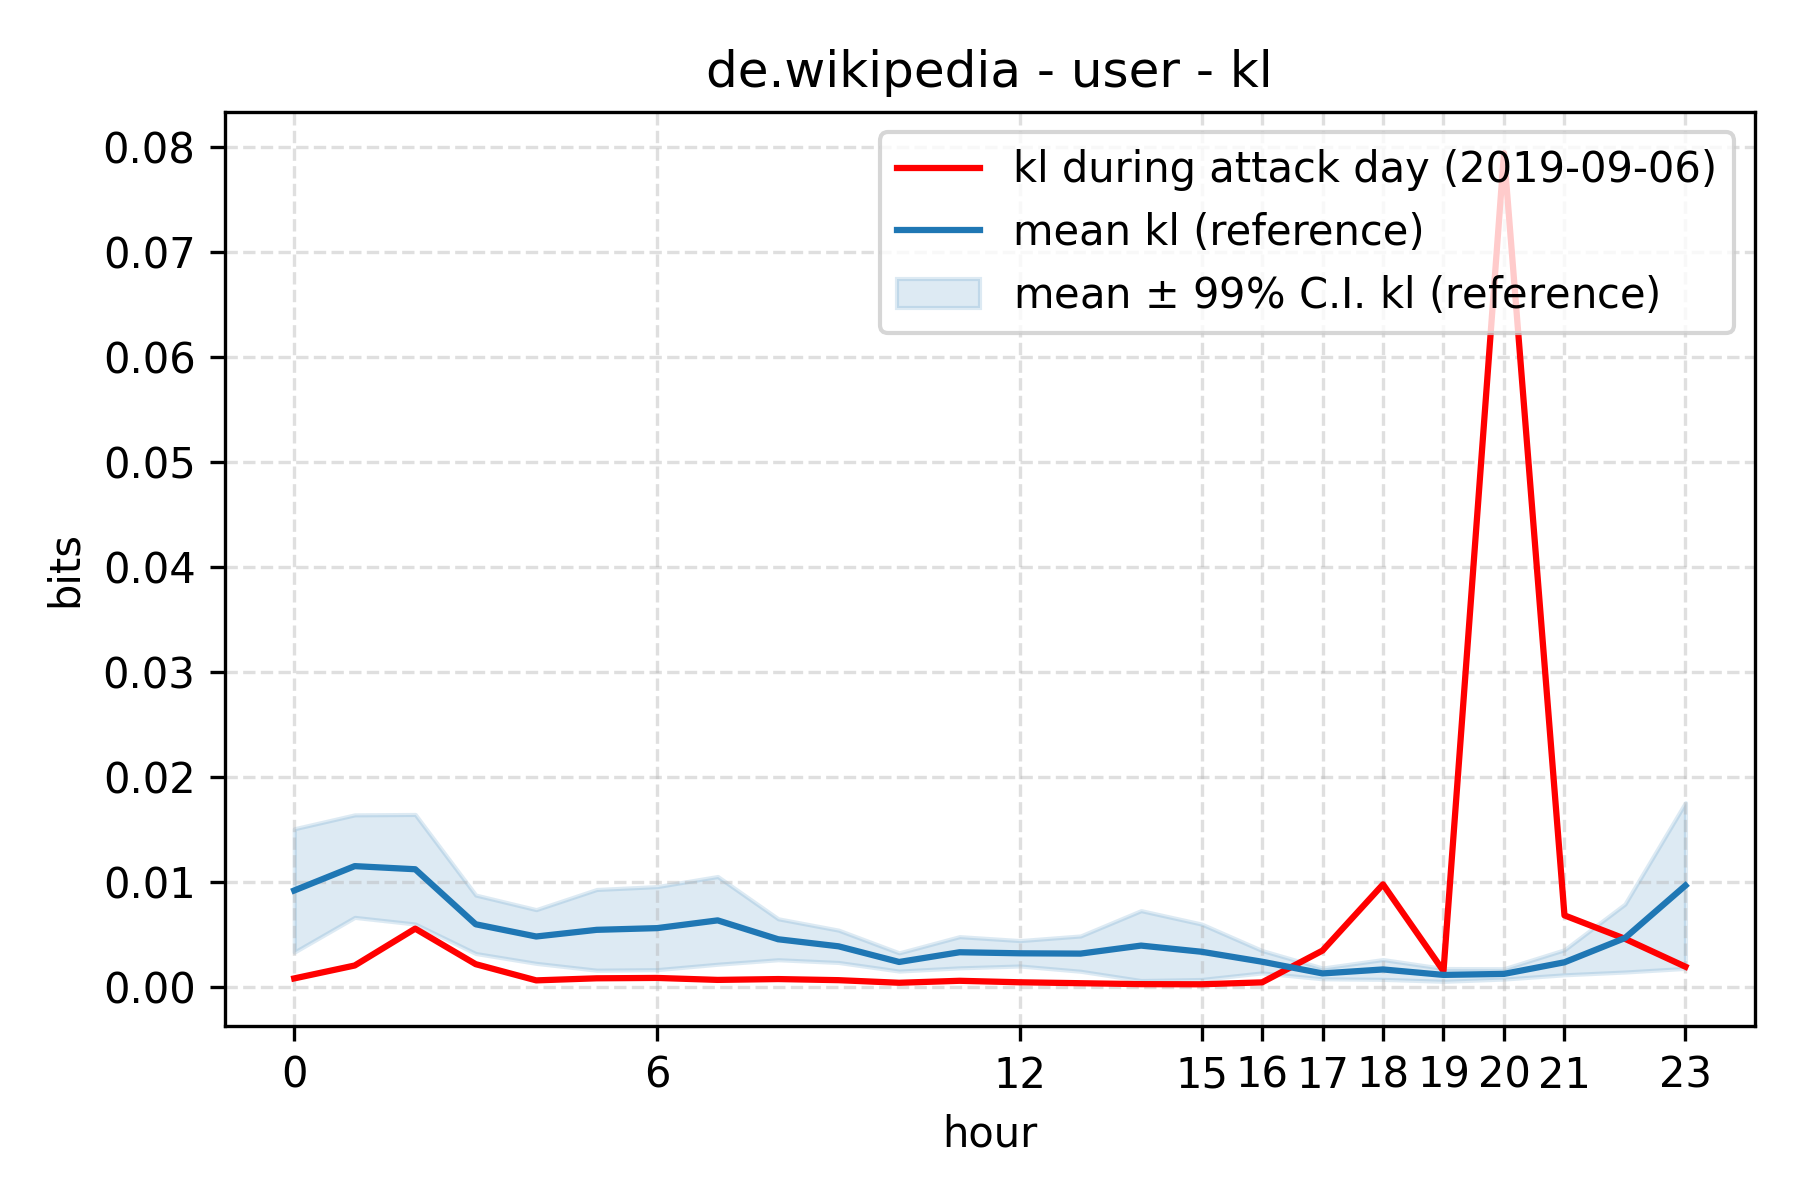 de.wikipedia - user - kl
kl during attack day (2019-09-06)
mean kl (reference)
mean ± 99% C.I. kl (reference)
bits
0.08
0.07
0.06
0.05
0.04
0.03
0.02
0.01
0.00
0 6 12 15 16 17 18 19 20 21 23
hour